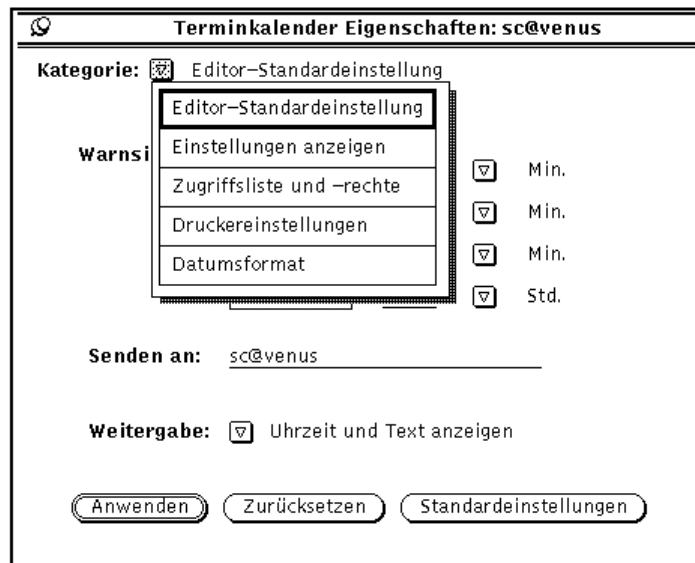 Terminkalender Eigenschaften: sc@venus
Kategorie: Editor–Standardeinstellung
Editor–Standardeinstellung
Einstellungen anzeigen
Zugriffsliste und –rechte
Druckereinstellungen
Datumsformat
Min.
Min.
Min.
Std.
Senden an: sc@venus
Weitergabe: Uhrzeit und Text anzeigen
Anwenden Zurücksetzen Standardeinstellungen